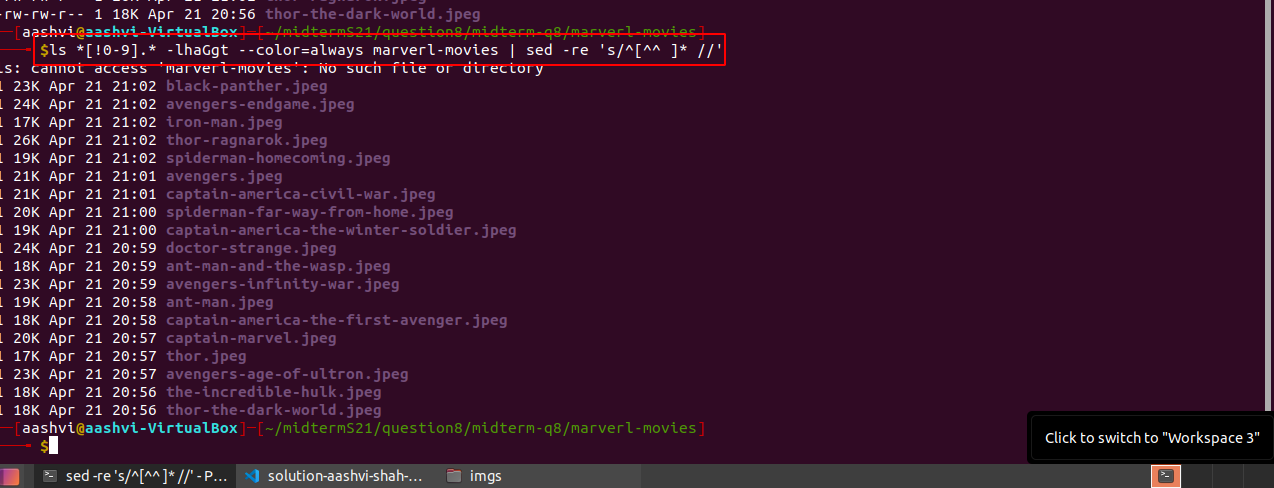 -rw-rw-r-- 1 18K Apr 21 20:56 thor-the-dark-world.jpeg
[aashvi@aashvi-VirtualBox]─[~/midtermS21/question8/midterm-q8/marverl-movies]
$ls *[!0-9].* -lhaGgt --color=always marverl-movies | sed -re 's/^[^^ ]* //'
ls: cannot access 'marverl-movies': No such file or directory
1 23K Apr 21 21:02 black-panther.jpeg
1 24K Apr 21 21:02 avengers-endgame.jpeg
1 17K Apr 21 21:02 iron-man.jpeg
1 26K Apr 21 21:02 thor-ragnarok.jpeg
1 19K Apr 21 21:02 spiderman-homecoming.jpeg
1 21K Apr 21 21:01 avengers.jpeg
1 21K Apr 21 21:01 captain-america-civil-war.jpeg
1 20K Apr 21 21:00 spiderman-far-way-from-home.jpeg
1 19K Apr 21 21:00 captain-america-the-winter-soldier.jpeg
1 24K Apr 21 20:59 doctor-strange.jpeg
1 18K Apr 21 20:59 ant-man-and-the-wasp.jpeg
1 23K Apr 21 20:59 avengers-infinity-war.jpeg
1 19K Apr 21 20:58 ant-man.jpeg
1 18K Apr 21 20:58 captain-america-the-first-avenger.jpeg
1 20K Apr 21 20:57 captain-marvel.jpeg
1 17K Apr 21 20:57 thor.jpeg
1 23K Apr 21 20:57 avengers-age-of-ultron.jpeg
1 18K Apr 21 20:56 the-incredible-hulk.jpeg
1 18K Apr 21 20:56 thor-the-dark-world.jpeg
[aashvi@aashvi-VirtualBox]─[~/midtermS21/question8/midterm-q8/marverl-movies]
$
Click to switch to "Workspace 3"
sed -re 's/^[^^ ]* //' - P...
solution-aashvi-shah-...
imgs